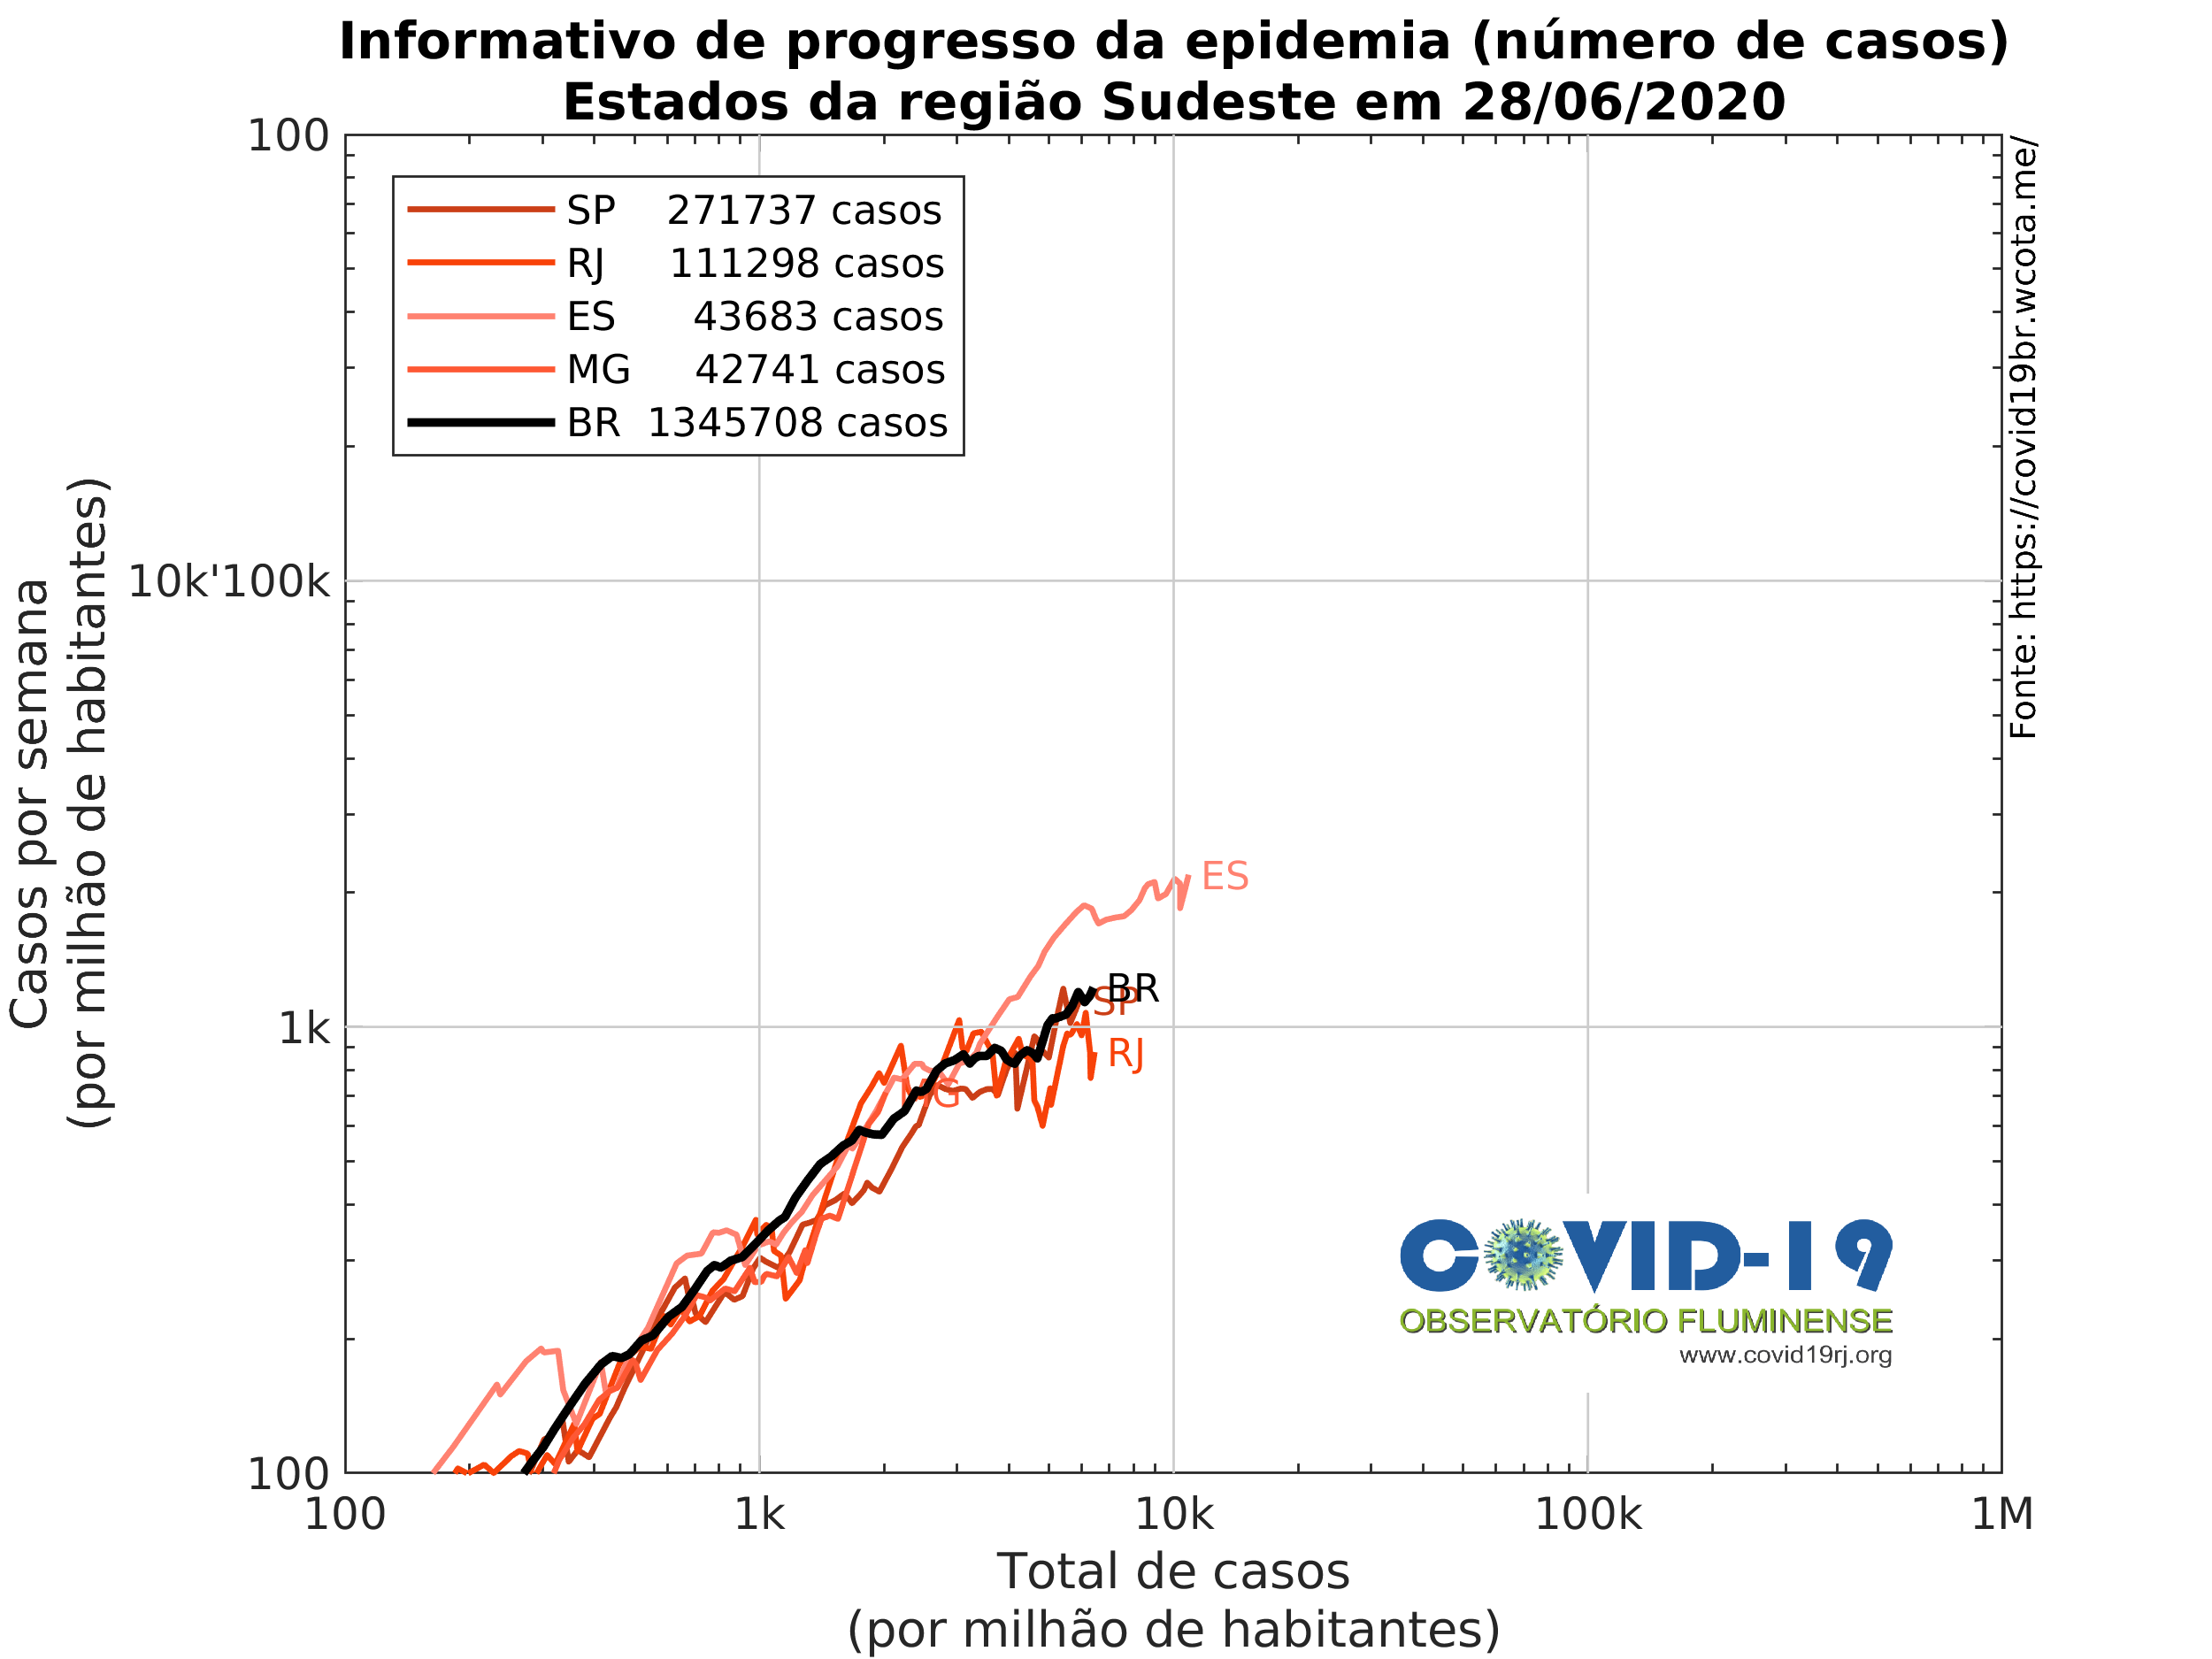 Informativo de progresso da epidemia (número de casos)
Estados da região Sudeste em 28/06/2020
100
SP 271737 casos
RJ 111298 casos
ES 43683 casos
MG 42741 casos
BR 1345708 casos
Fonte: https://covid19br.wcota.me/
Casos por semana
(por milhão de habitantes)
10k'100k
1k
100
ES
BR
SP
RJ
G
COVID-19
OBSERVATÓRIO FLUMINENSE
www.covid19rj.org
100 1k 10k 100k 1M
Total de casos
(por milhão de habitantes)